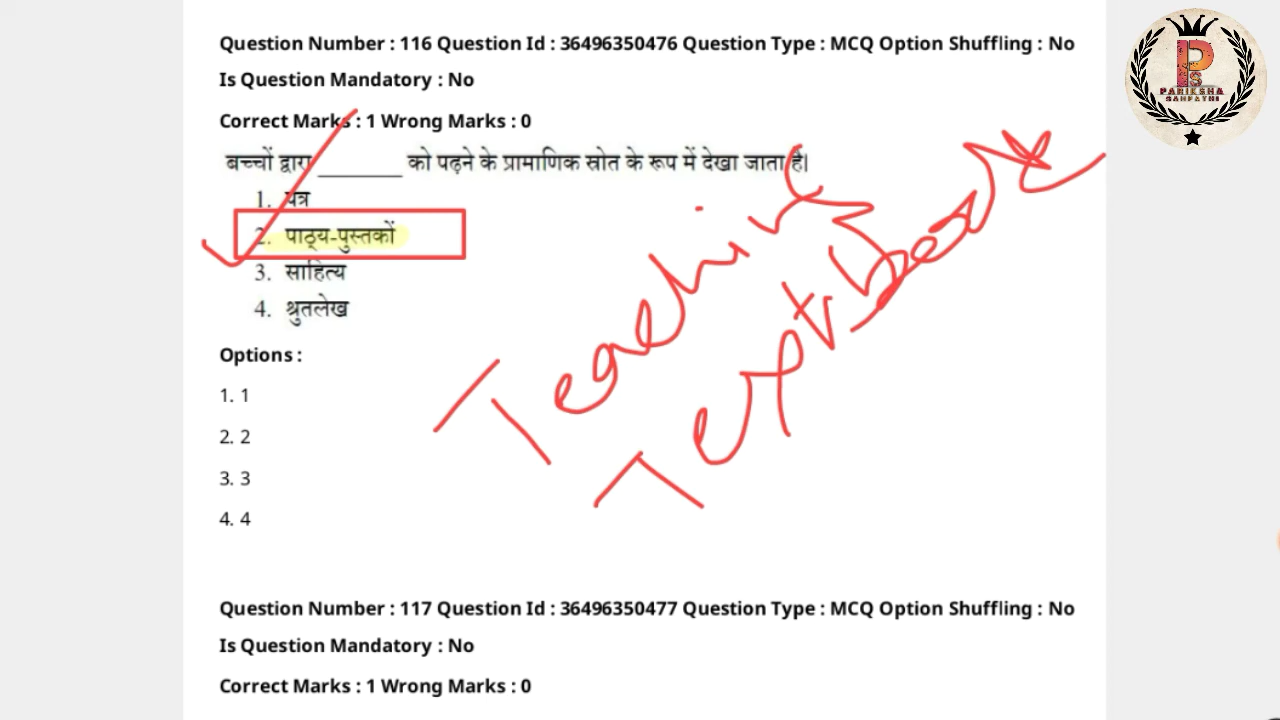 Question Number : 116 Question Id : 36496350476 Question Type : MCQ Option Shuffling : No
Is Question Mandatory : No
Correct Marks : 1 Wrong Marks : 0
बच्चों द्वारा ________ को पढ़ने के प्रामाणिक स्रोत के रूप में देखा जाता है।
1. पत्र
2. पाठ्य-पुस्तकों
3. साहित्य
4. श्रुतलेख
Options :
1. 1
2. 2
3. 3
4. 4
Question Number : 117 Question Id : 36496350477 Question Type : MCQ Option Shuffling : No
Is Question Mandatory : No
Correct Marks : 1 Wrong Marks : 0
PS
PARIKSHA
SANPATHI